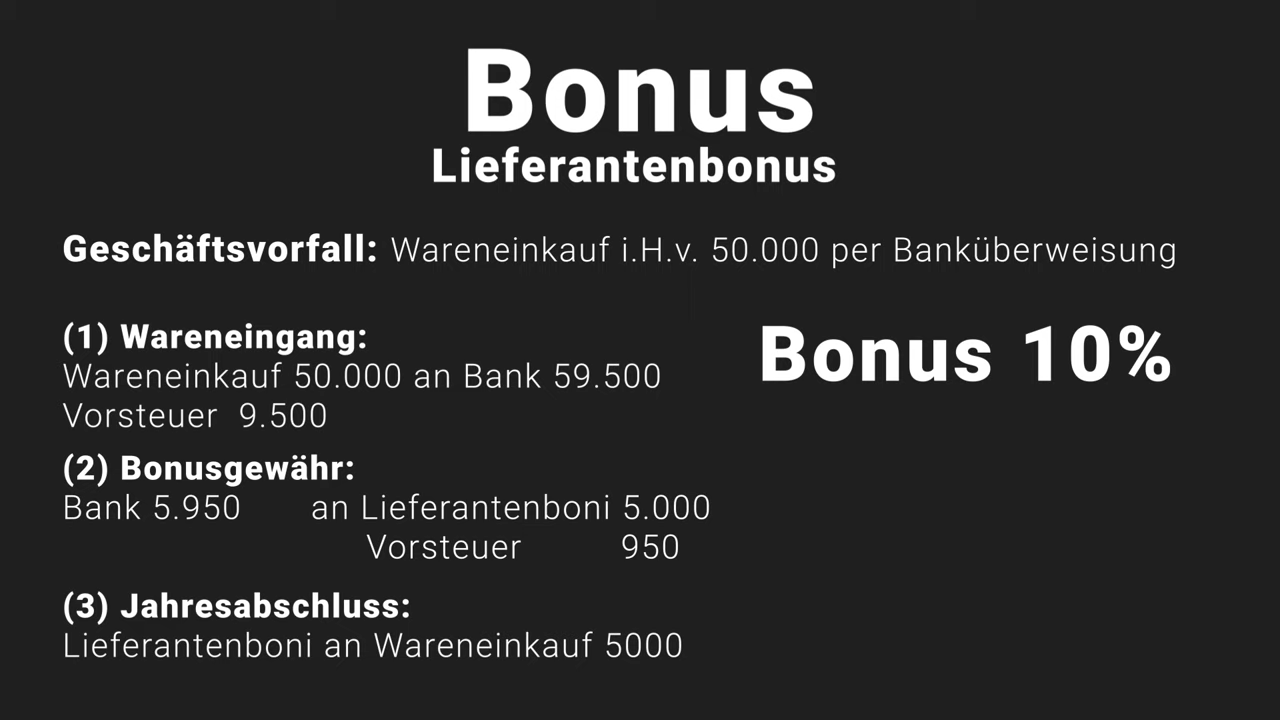 Bonus
Lieferantenbonus
Geschäftsvorfall: Wareneinkauf i.H.v. 50.000 per Banküberweisung
(1) Wareneingang:
Wareneinkauf 50.000 an Bank 59.500
Vorsteuer 9.500
Bonus 10%
(2) Bonusgewähr:
Bank 5.950 an Lieferantenboni 5.000
Vorsteuer 950
(3) Jahresabschluss:
Lieferantenboni an Wareneinkauf 5000